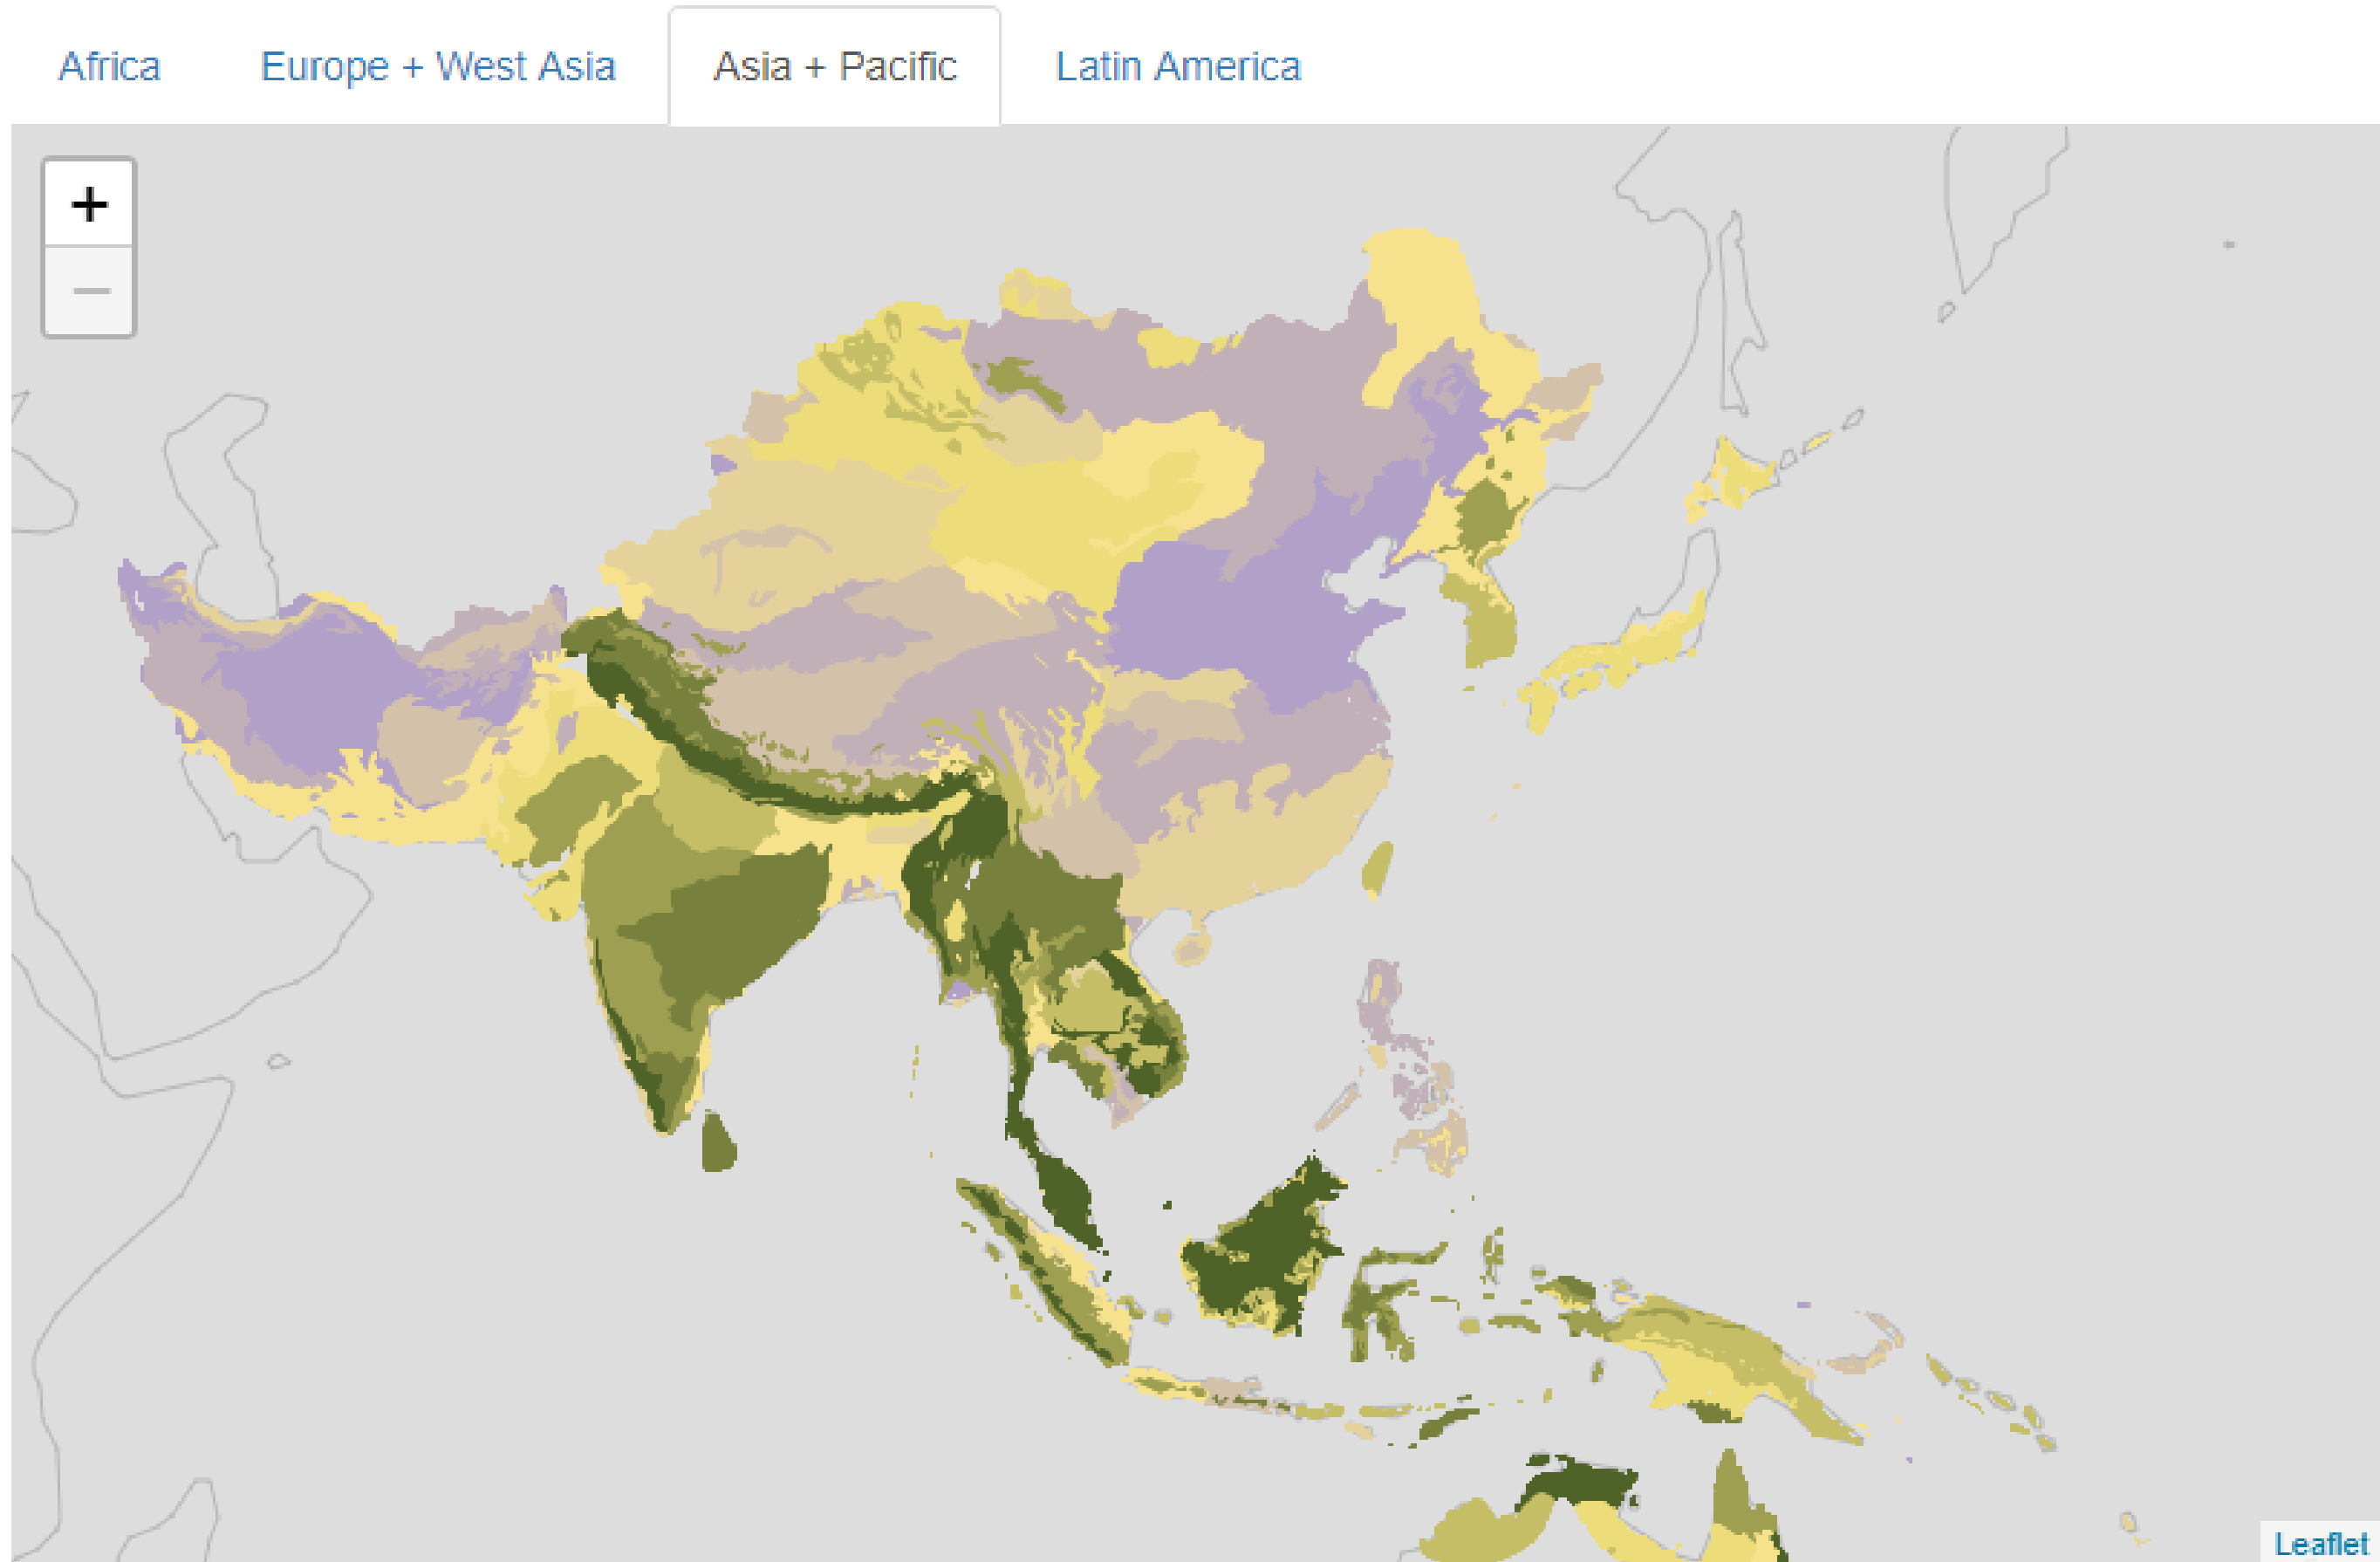 Africa Europe + West Asia Asia + Pacific Latin America
+
−
Leaflet